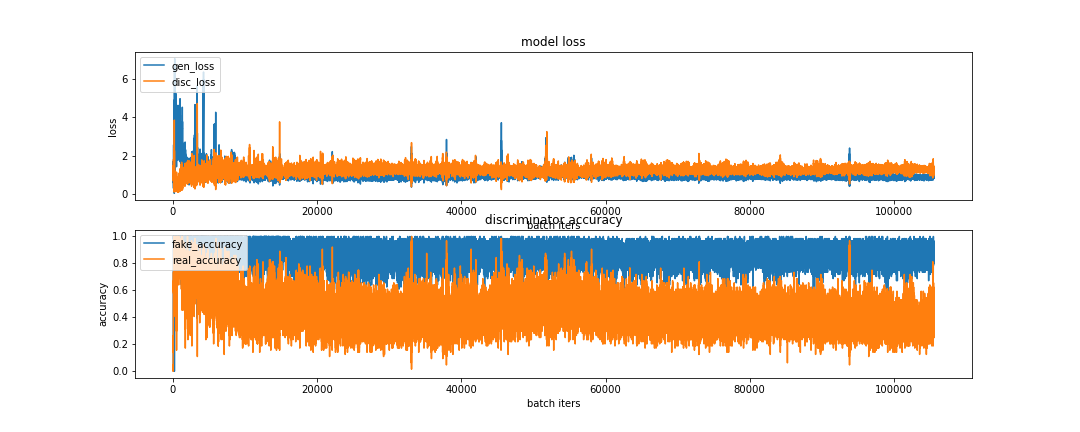 model loss
gen_loss
disc_loss
6
4
2
0
loss
0
20000
40000
60000
80000
100000
batch iters
discriminator accuracy
fake_accuracy
real_accuracy
1.0
0.8
0.6
0.4
0.2
0.0
accuracy
0
20000
40000
60000
80000
100000
batch iters